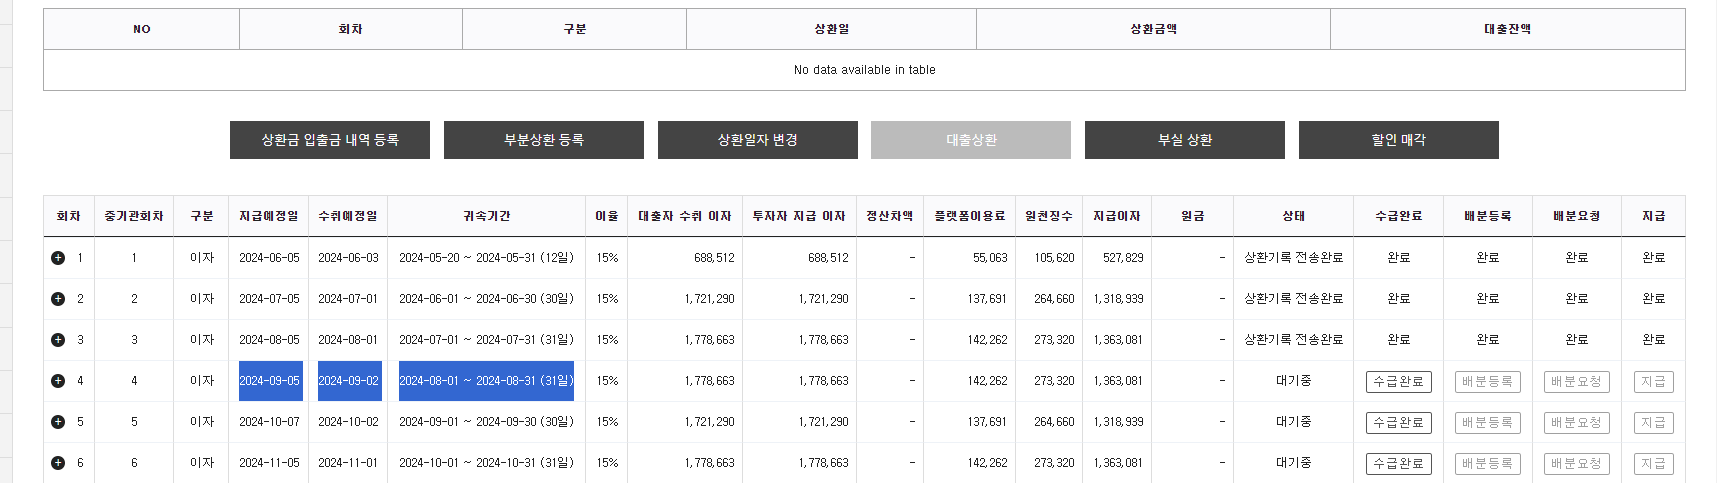 NO 회차 구분 상환일 상환금액 대출잔액
No data available in table
상환금 입출금 내역 등록 부분상환 등록 상환일자 변경 대출상환 부실 상환 할인 매각
회차 중기관회차 구분 지급예정일 수취예정일 귀속기간 이율 대출자 수취 이자 투자자 지급 이자 정산차액 플랫폼이용료 원천징수 지급이자 원금 상태 수급완료 배분등록 배분요청 지급
1 1 이자 2024-06-05 2024-06-03 2024-05-20 ~ 2024-05-31 (12일) 15% 688,512 688,512 - 55,063 105,620 527,829 - 상환기록 전송완료 완료 완료 완료 완료
2 2 이자 2024-07-05 2024-07-01 2024-06-01 ~ 2024-06-30 (30일) 15% 1,721,290 1,721,290 - 137,691 264,660 1,318,939 - 상환기록 전송완료 완료 완료 완료 완료
3 3 이자 2024-08-05 2024-08-01 2024-07-01 ~ 2024-07-31 (31일) 15% 1,778,663 1,778,663 - 142,262 273,320 1,363,081 - 상환기록 전송완료 완료 완료 완료 완료
4 4 이자 2024-09-05 2024-09-02 2024-08-01 ~ 2024-08-31 (31일) 15% 1,778,663 1,778,663 - 142,262 273,320 1,363,081 - 대기중 수급완료 배분등록 배분요청 지급
5 5 이자 2024-10-07 2024-10-02 2024-09-01 ~ 2024-09-30 (30일) 15% 1,721,290 1,721,290 - 137,691 264,660 1,318,939 - 대기중 수급완료 배분등록 배분요청 지급
6 6 이자 2024-11-05 2024-11-01 2024-10-01 ~ 2024-10-31 (31일) 15% 1,778,663 1,778,663 - 142,262 273,320 1,363,081 - 대기중 수급완료 배분등록 배분요청 지급